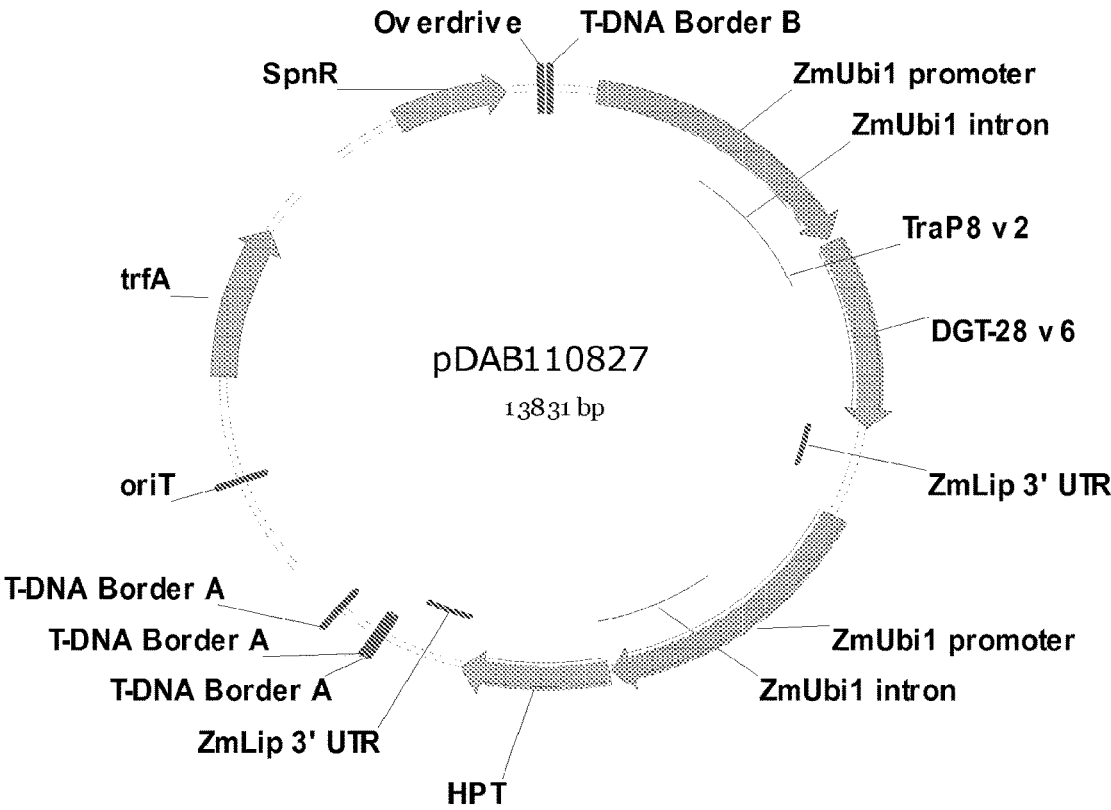 Overdrive
T-DNA Border B
SpnR
ZmUbi1 promoter
ZmUbi1 intron
TraP8 v2
trfA
DGT-28 v6
pDAB110827
13831 bp
oriT
ZmLip 3' UTR
T-DNA Border A
T-DNA Border A
ZmUbi1 promoter
T-DNA Border A
ZmUbi1 intron
ZmLip 3' UTR
HPT